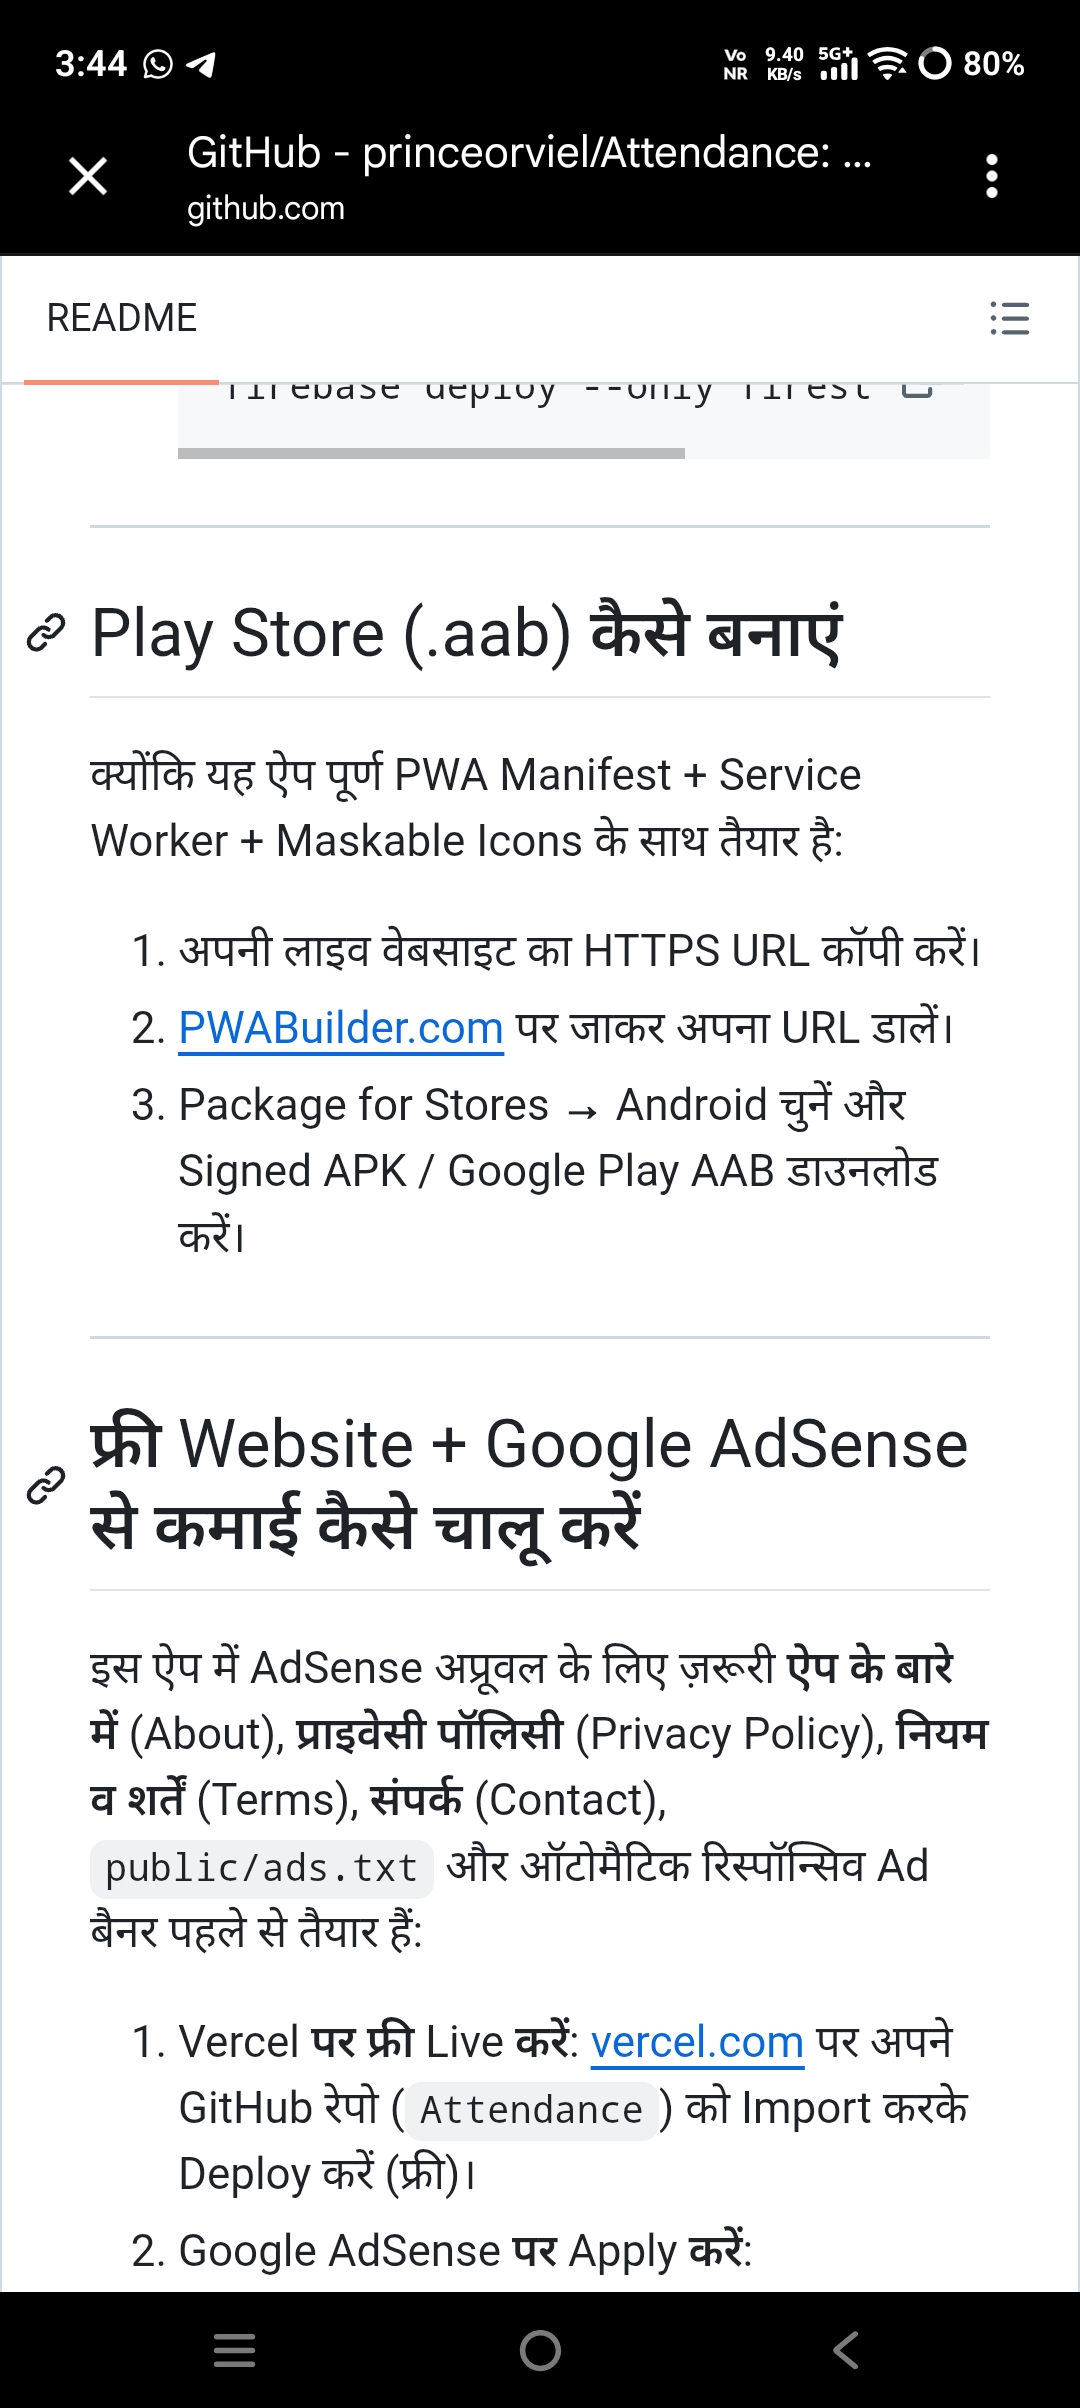 3:44
Vo NR 9.40 KB/s 5G+ 80%
GitHub - princeorviel/Attendance: ...
github.com
README
firebase deploy --only firest
Play Store (.aab) कैसे बनाएं
क्योंकि यह ऐप पूर्ण PWA Manifest + Service
Worker + Maskable Icons के साथ तैयार है:
1. अपनी लाइव वेबसाइट का HTTPS URL कॉपी करें।
2. PWABuilder.com पर जाकर अपना URL डालें।
3. Package for Stores → Android चुनें और
Signed APK / Google Play AAB डाउनलोड
करें।
फ्री Website + Google AdSense
से कमाई कैसे चालू करें
इस ऐप में AdSense अप्रूवल के लिए ज़रूरी ऐप के बारे
में (About), प्राइवेसी पॉलिसी (Privacy Policy), नियम
व शर्तें (Terms), संपर्क (Contact),
public/ads.txt और ऑटोमैटिक रिस्पॉन्सिव Ad
बैनर पहले से तैयार हैं:
1. Vercel पर फ्री Live करें: vercel.com पर अपने
GitHub रेपो (Attendance) को Import करके
Deploy करें (फ्री)।
2. Google AdSense पर Apply करें: